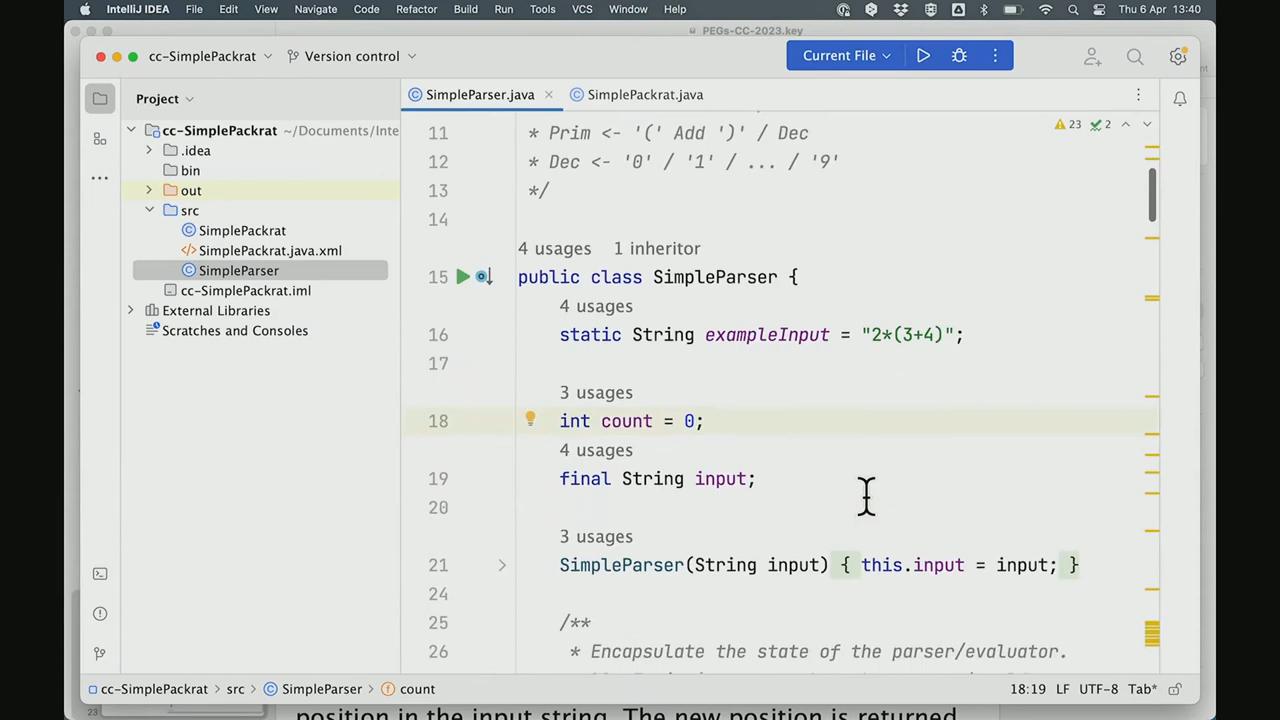 IntelliJ IDEA File Edit View Navigate Code Refactor Build Run Tools VCS Window Help Thu 6 Apr 13:40
PEGs-CC-2023.key
cc-SimplePackrat Version control Current File
Project
SimpleParser.java SimplePackrat.java
cc-SimplePackrat ~/Documents/Inte
.idea
bin
out
src
SimplePackrat
SimplePackrat.java.xml
SimpleParser
cc-SimplePackrat.iml
External Libraries
Scratches and Consoles
23 2
11 * Prim <- '(' Add ')' / Dec
12 * Dec <- '0' / '1' / ... / '9'
13 */
14
4 usages 1 inheritor
15 public class SimpleParser {
4 usages
16 static String exampleInput = "2*(3+4)";
17
3 usages
18 int count = 0;
4 usages
19 final String input;
20
3 usages
21 SimpleParser(String input) { this.input = input; }
24
25 /**
26 * Encapsulate the state of the parser/evaluator.
cc-SimplePackrat > src > SimpleParser > count 18:19 LF UTF-8 Tab*
23
position in the input string. The new position is returned